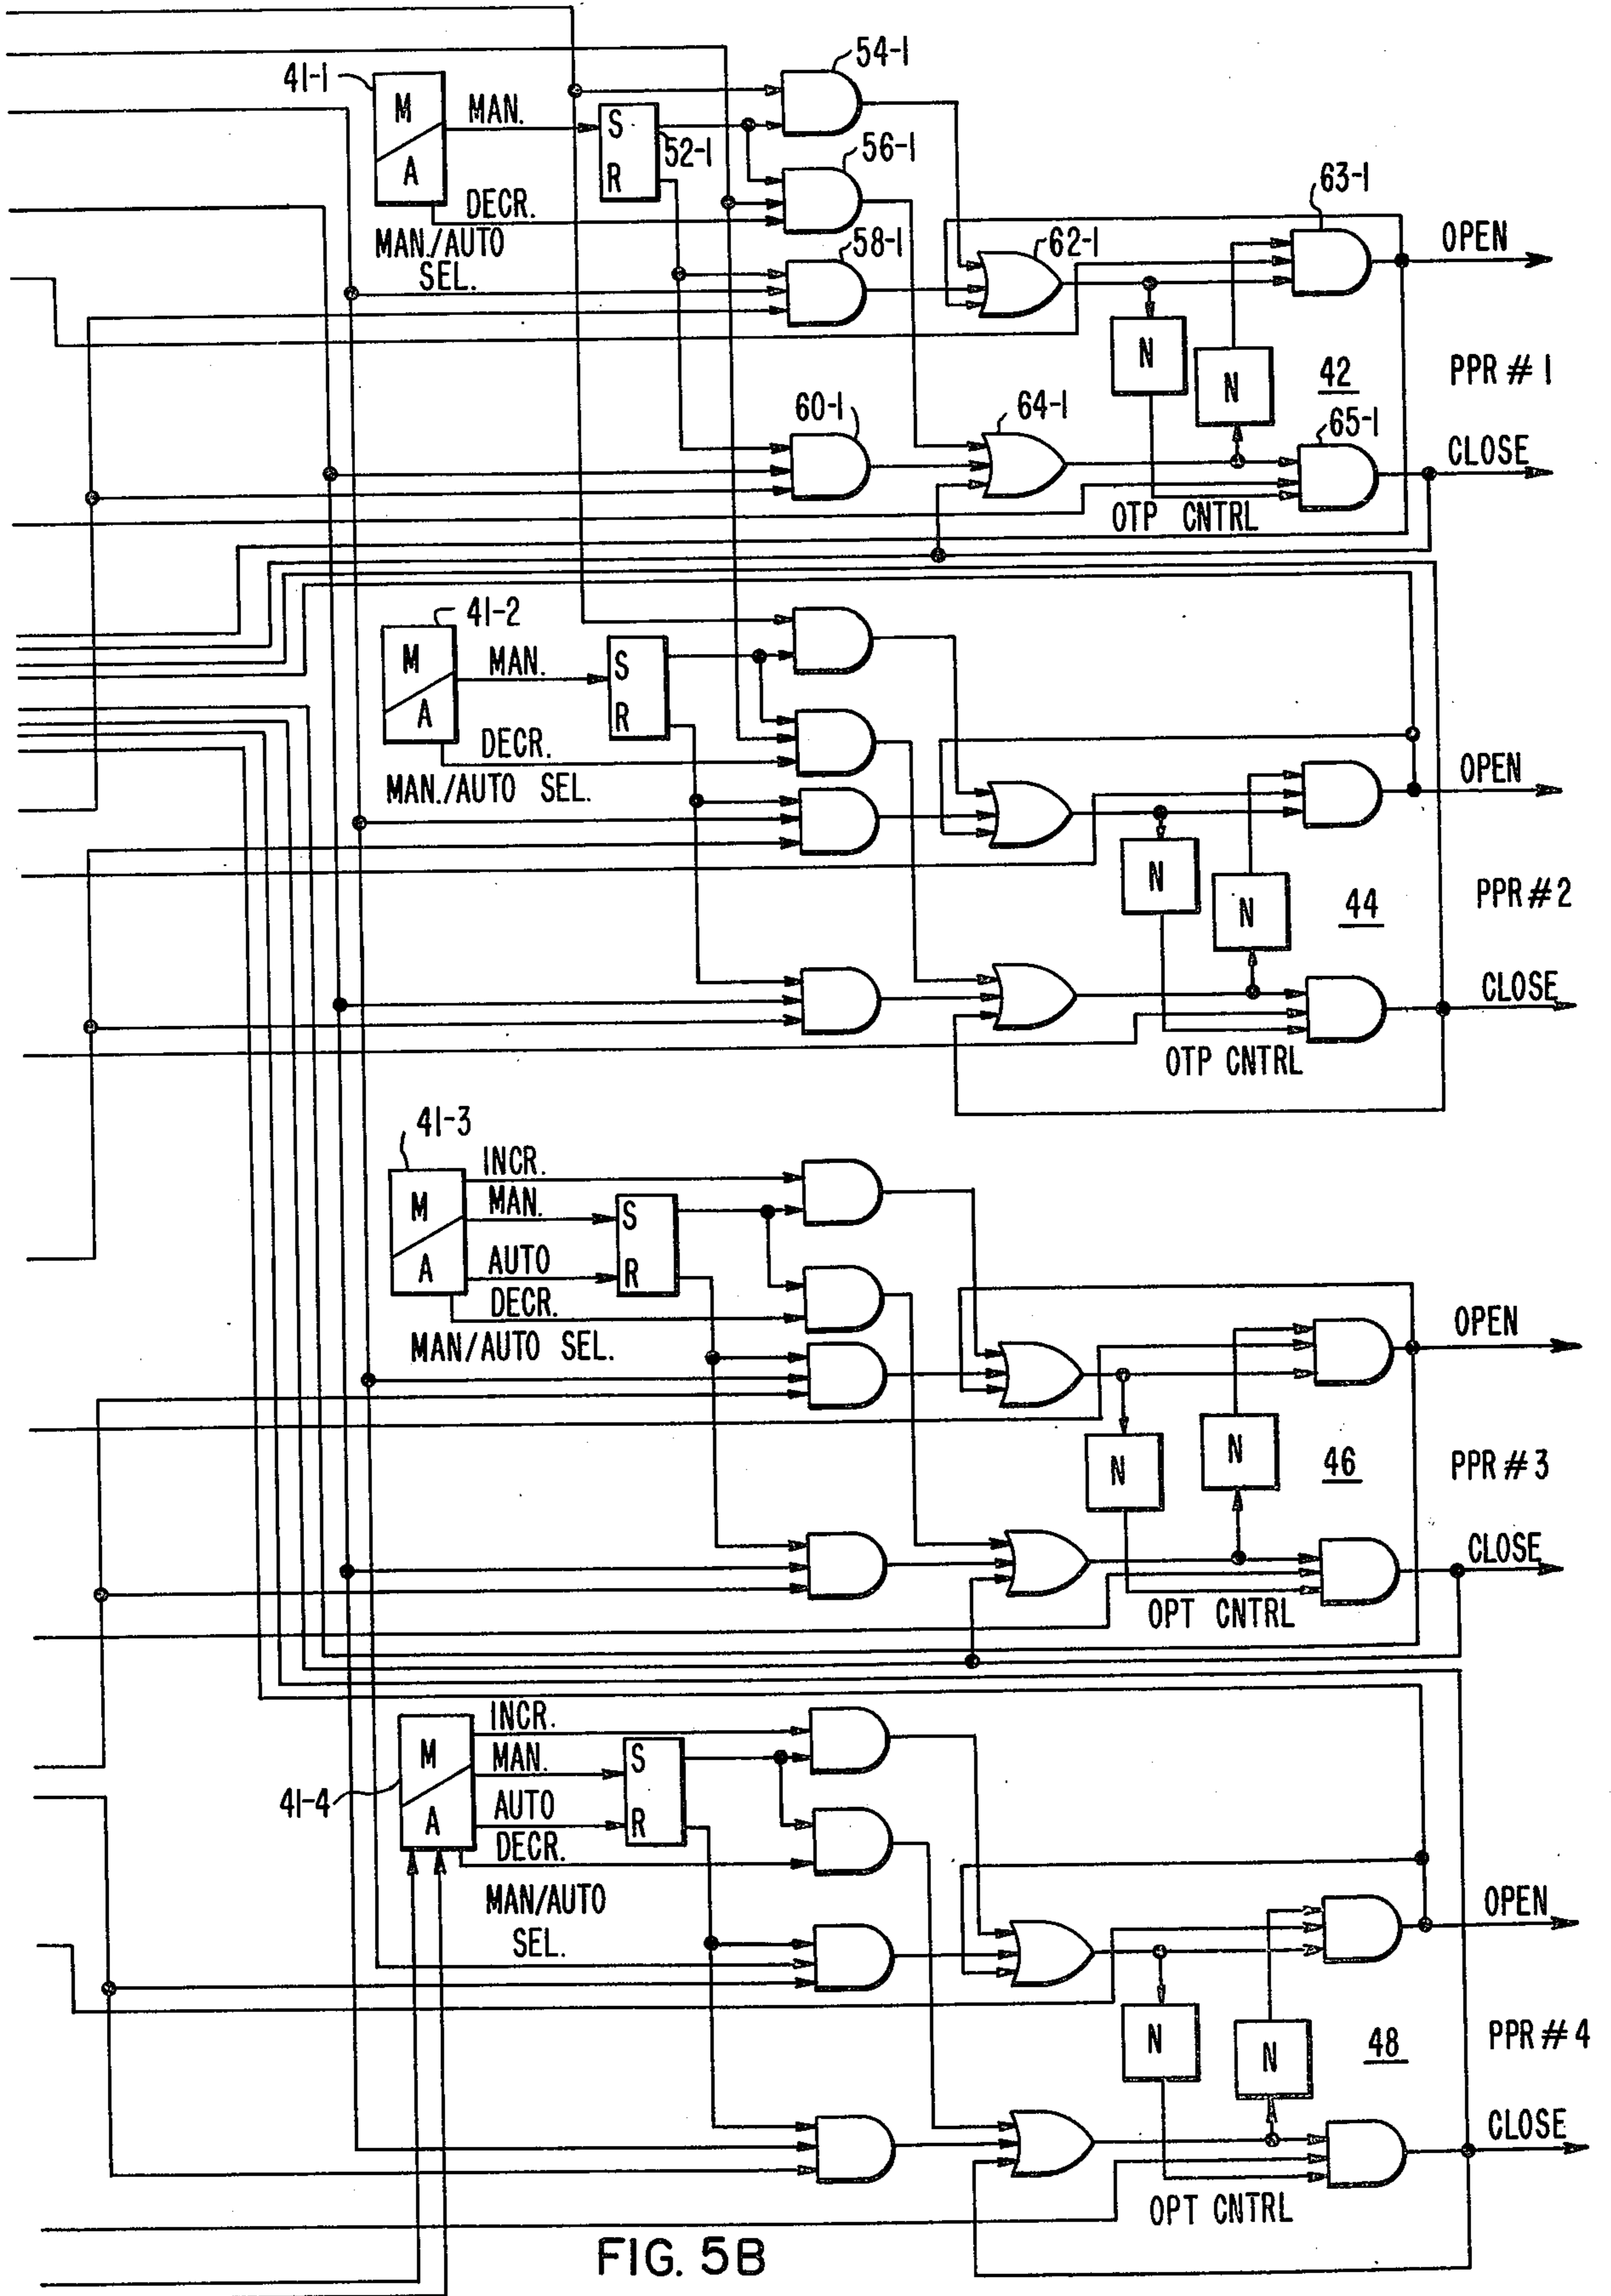 54-1
41-1
M
MAN.
S
52-1
A
R
56-1
63-1
DECR.
MAN./AUTO
SEL.
58-1
62-1
OPEN
N
N
42
PPR # 1
60-1
64-1
65-1
CLOSE
OTP CNTRL
41-2
M
MAN.
S
A
R
DECR.
MAN./AUTO SEL.
OPEN
N
N
44
PPR #2
CLOSE
OTP CNTRL
41-3
INCR.
M
MAN.
S
AUTO
A
R
DECR.
MAN/AUTO SEL.
OPEN
N
N
46
PPR # 3
CLOSE
OPT CNTRL
INCR.
M
MAN.
S
41-4
AUTO
A
R
DECR.
MAN/AUTO
SEL.
OPEN
N
N
48
PPR # 4
CLOSE
OPT CNTRL
FIG. 5B